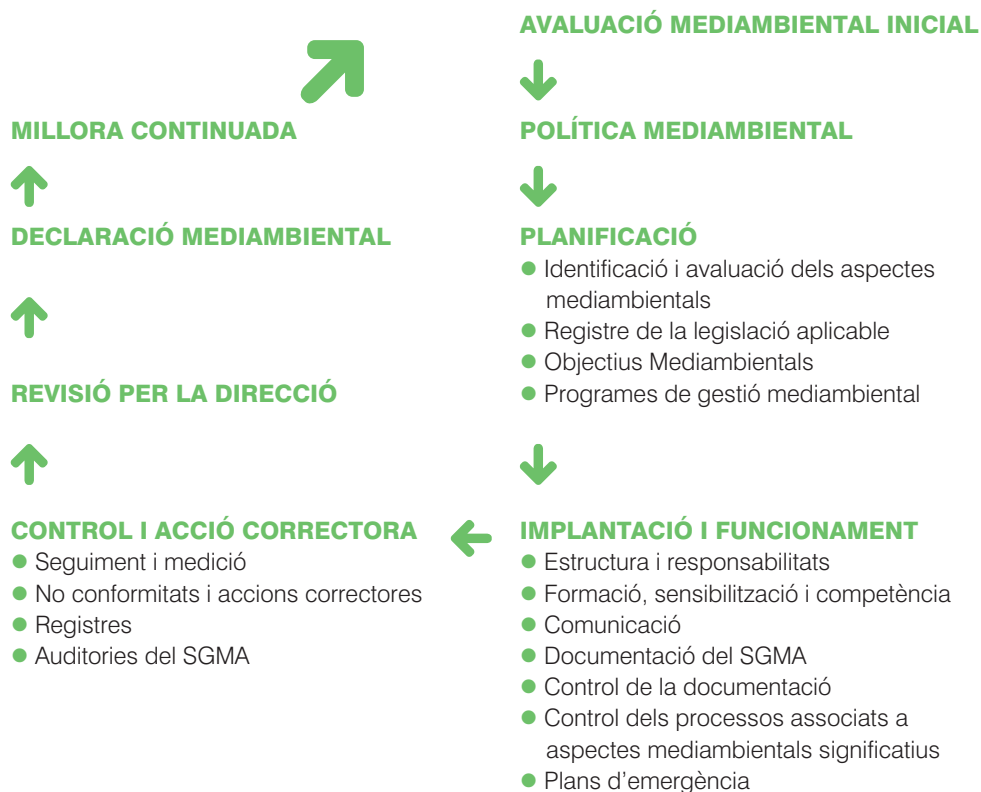 AVALUACIÓ MEDIAMBIENTAL INICIAL
POLÍTICA MEDIAMBIENTAL
PLANIFICACIÓ
● Identificació i avaluació dels aspectes
mediambientals
● Registre de la legislació aplicable
● Objectius Mediambientals
● Programes de gestió mediambiental
IMPLANTACIÓ I FUNCIONAMENT
● Estructura i responsabilitats
● Formació, sensibilització i competència
● Comunicació
● Documentació del SGMA
● Control de la documentació
● Control dels processos associats a
aspectes mediambientals significatius
● Plans d'emergència
CONTROL I ACCIÓ CORRECTORA
● Seguiment i medició
● No conformitats i accions correctores
● Registres
● Auditories del SGMA
REVISIÓ PER LA DIRECCIÓ
DECLARACIÓ MEDIAMBIENTAL
MILLORA CONTINUADA